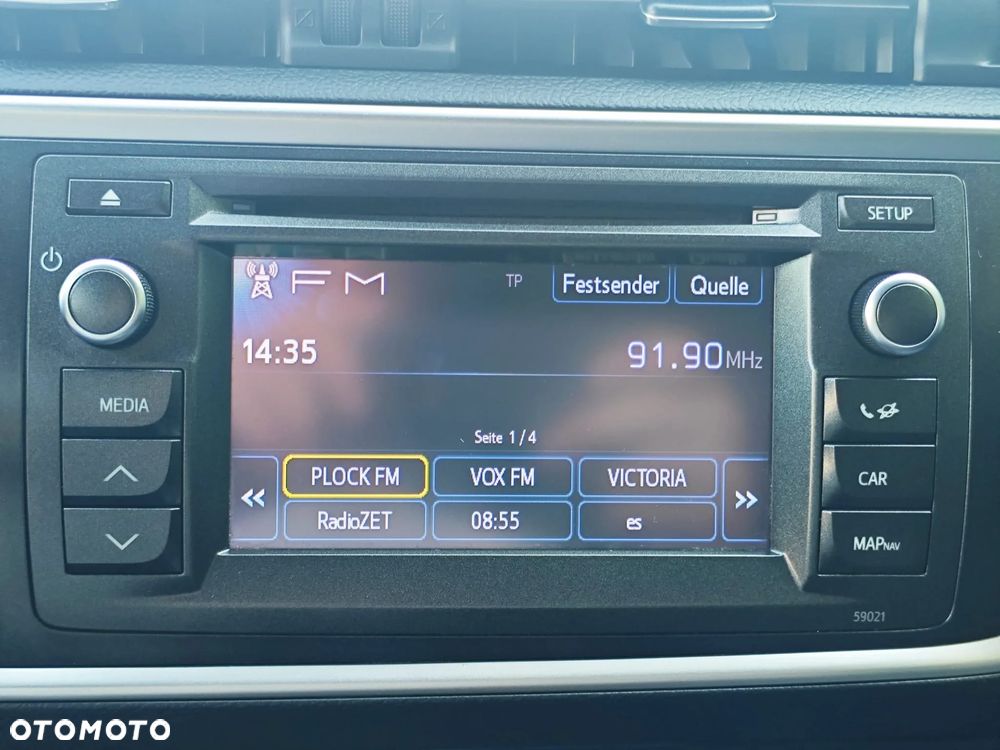 SETUP
FM TP Festsender Quelle
14:35 91.90MHz
MEDIA
Seite 1/4
PLOCK FM VOX FM VICTORIA
CAR
RadioZET 08:55 es
MAPNAV
59021
OTOMOTO